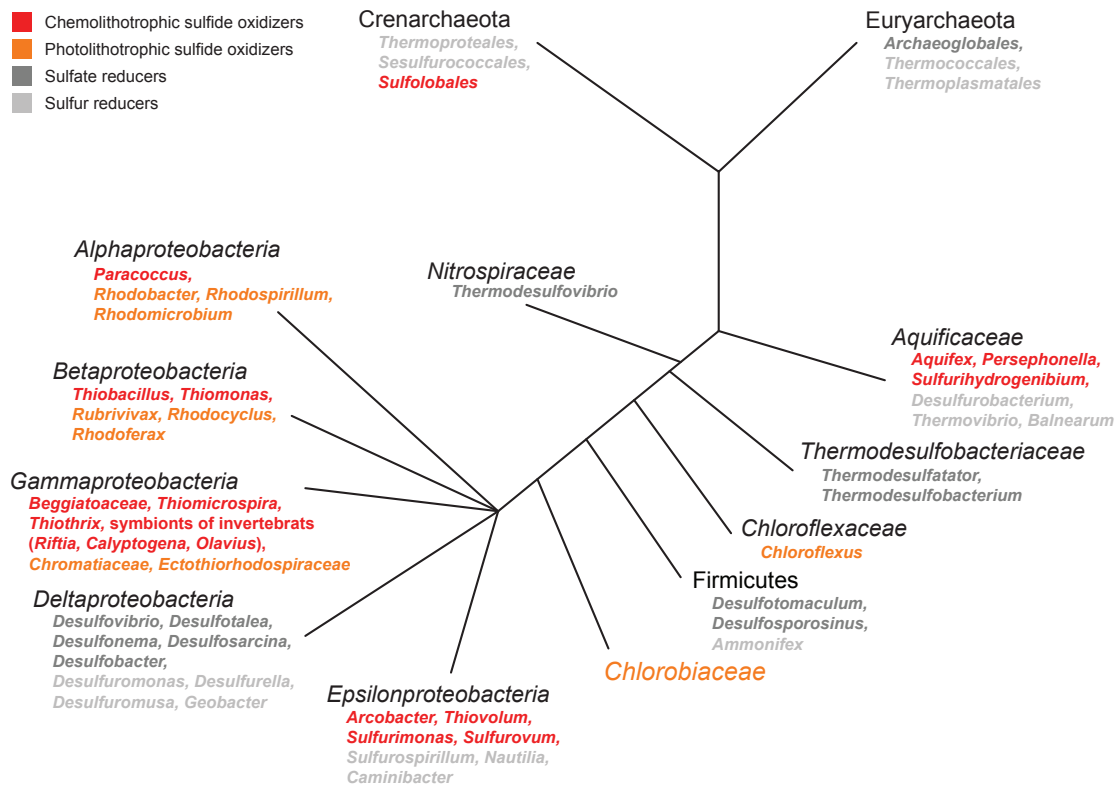 Chemolithotrophic sulfide oxidizers
Photolithotrophic sulfide oxidizers
Sulfate reducers
Sulfur reducers
Crenarchaeota
Thermoproteales,
Sesulfurococcales,
Sulfolobales
Euryarchaeota
Archaeoglobales,
Thermococcales,
Thermoplasmatales
Alphaproteobacteria
Paracoccus,
Rhodobacter, Rhodospirillum,
Rhodomicrobium
Nitrospiraceae
Thermodesulfovibrio
Aquificaceae
Aquifex, Persephonella,
Sulfurihydrogenibium,
Desulfurobacterium,
Thermovibrio, Balnearum
Betaproteobacteria
Thiobacillus, Thiomonas,
Rubrivivax, Rhodocyclus,
Rhodoferax
Thermodesulfobacteriaceae
Thermodesulfatator,
Thermodesulfobacterium
Gammaproteobacteria
Beggiatoaceae, Thiomicrospira,
Thiothrix, symbionts of invertebrats
(Riftia, Calyptogena, Olavius),
Chromatiaceae, Ectothiorhodospiraceae
Chloroflexaceae
Chloroflexus
Firmicutes
Desulfotomaculum,
Desulfosporosinus,
Ammonifex
Deltaproteobacteria
Desulfovibrio, Desulfotalea,
Desulfonema, Desulfosarcina,
Desulfobacter,
Desulfuromonas, Desulfurella,
Desulfuromusa, Geobacter
Chlorobiaceae
Epsilonproteobacteria
Arcobacter, Thiovolum,
Sulfurimonas, Sulfurovum,
Sulfurospirillum, Nautilia,
Caminibacter